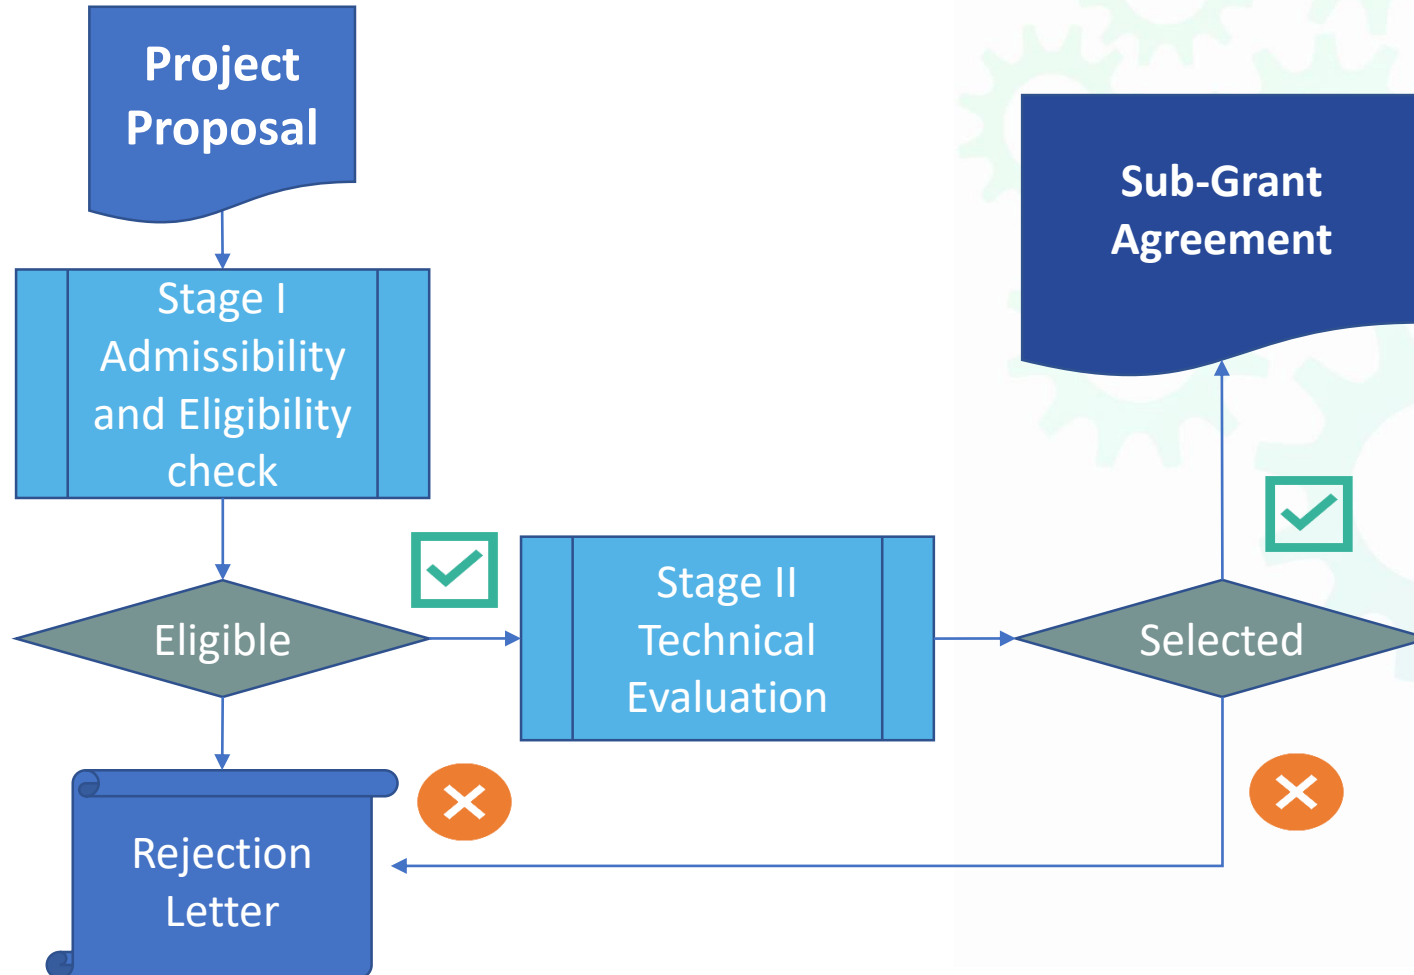 Project
Proposal
Stage I
Admissibility
and Eligibility
check
Eligible
Rejection
Letter
Stage II
Technical
Evaluation
Selected
Sub-Grant
Agreement